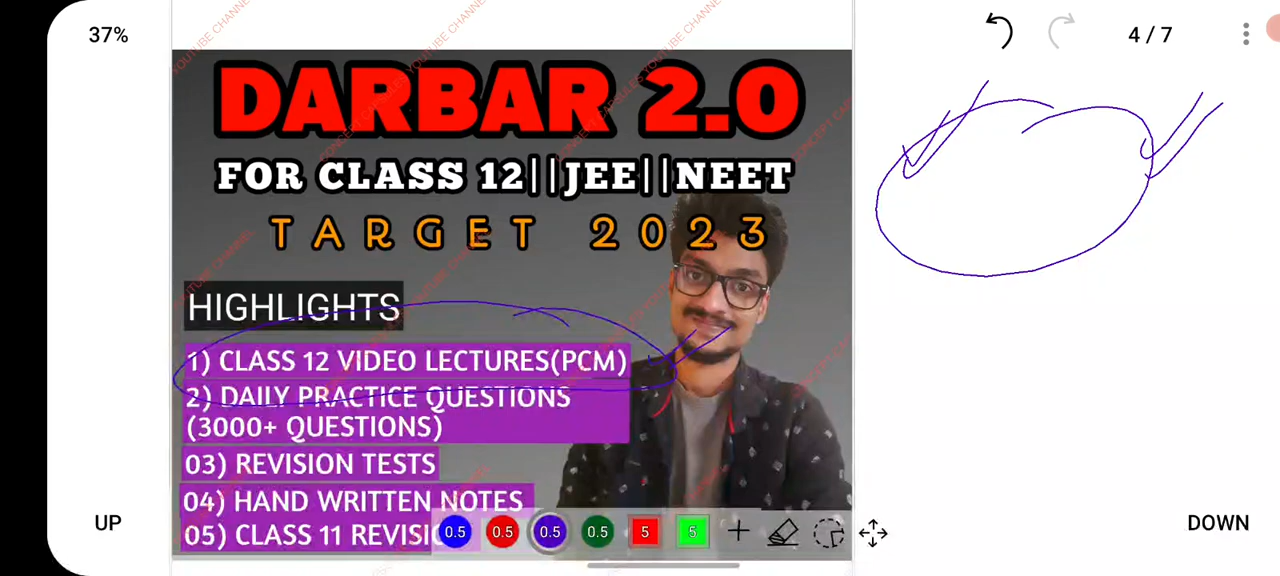 37%
4 / 7
DARBAR 2.0
FOR CLASS 12||JEE||NEET
TARGET 2023
HIGHLIGHTS
1) CLASS 12 VIDEO LECTURES(PCM)
2) DAILY PRACTICE QUESTIONS
(3000+ QUESTIONS)
03) REVISION TESTS
04) HAND WRITTEN NOTES
05) CLASS 11 REVISI
0.5 0.5 0.5 0.5 5 5
UP
DOWN